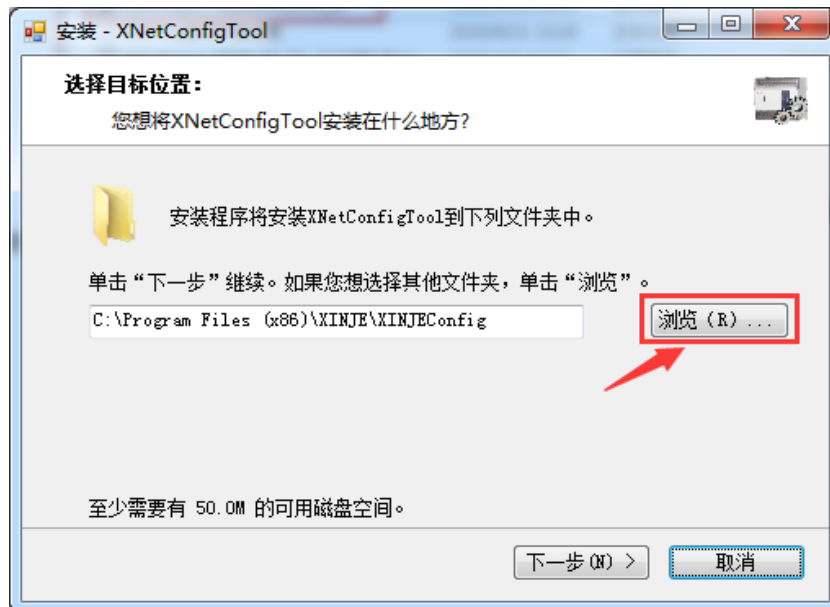 安装 - XNetConfigTool
选择目标位置：
您想将XNetConfigTool安装在什么地方？
安装程序将安装XNetConfigTool到下列文件夹中。
单击“下一步”继续。如果您想选择其他文件夹，单击“浏览”。
C:\Program Files (x86)\XINJE\XINJEConfig
浏览（R）...
至少需要有 50.0M 的可用磁盘空间。
下一步(N) >
取消